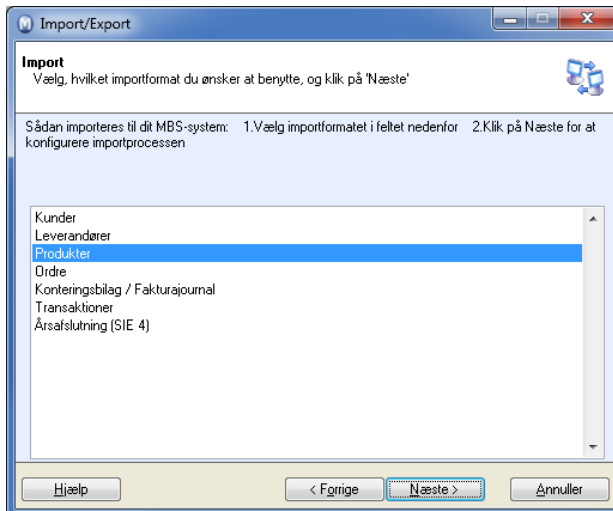 Import/Export
Import
Vælg, hvilket importformat du ønsker at benytte, og klik på 'Næste'
Sådan importeres til dit MBS-system: 1.Vælg importformatet i feltet nedenfor 2.Klik på Næste for at
konfigurere importprocessen
Kunder
Leverandører
Produkter
Ordre
Konteringsbilag / Fakturajournal
Transaktioner
Årsafslutning (SIE 4)
Hjælp
< Forrige
Næste >
Annuller